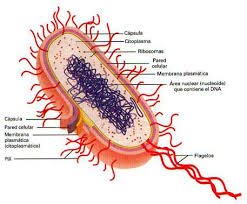 Cápsula
Citoplasma
Ribosomas
Pared celular
Membrana plasmática
Área nuclear (nucleoide)
que contiene el DNA
Cápsula
Pared celular
Membrana
plasmática
(citoplasmática)
Pili
Flagelos